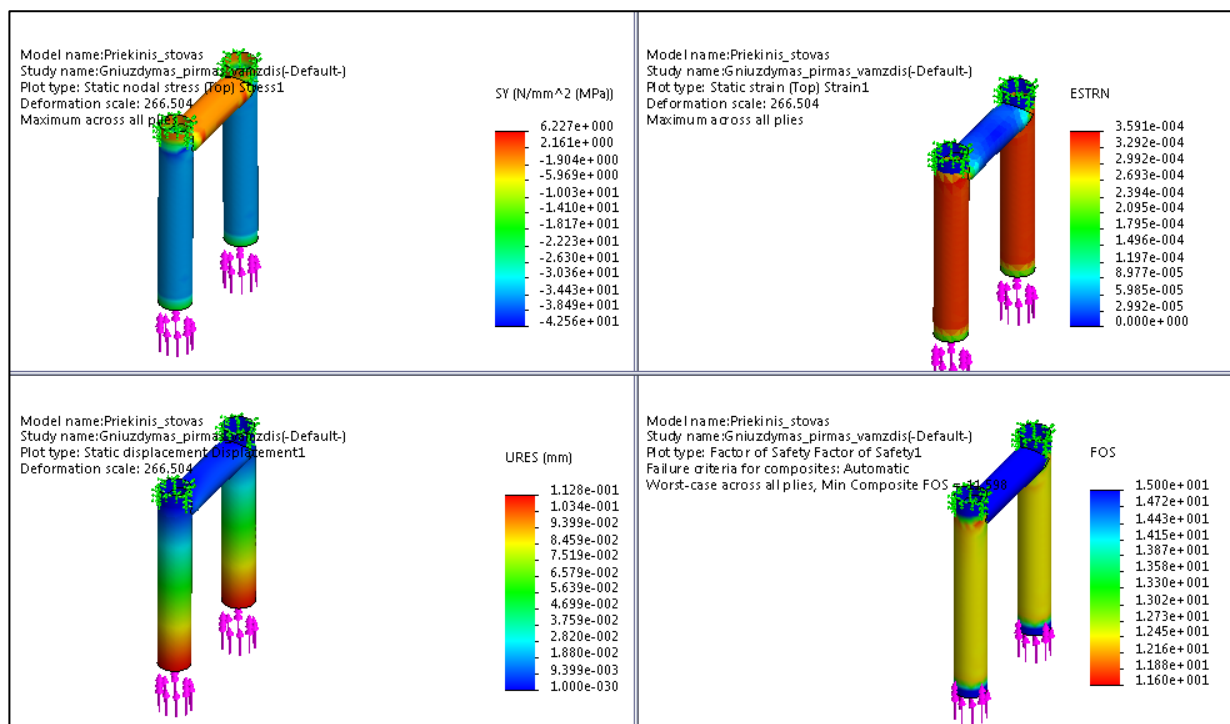 Model name:Priekinis_stovas
Study name:Gniuzdymas_pirmas_vamzdis(-Default-)
Plot type: Static nodal stress (Top) Stress1
Deformation scale: 266.504
Maximum across all plies
SY (N/mm^2 (MPa))
6.227e+000
2.161e+000
-1.904e+000
-5.969e+000
-1.003e+001
-1.410e+001
-1.817e+001
-2.223e+001
-2.630e+001
-3.036e+001
-3.443e+001
-3.849e+001
-4.256e+001
Model name:Priekinis_stovas
Study name:Gniuzdymas_pirmas_vamzdis(-Default-)
Plot type: Static strain (Top) Strain1
Deformation scale: 266.504
Maximum across all plies
ESTRN
3.591e-004
3.292e-004
2.992e-004
2.693e-004
2.394e-004
2.095e-004
1.795e-004
1.496e-004
1.197e-004
8.977e-005
5.985e-005
2.992e-005
0.000e+000
Model name:Priekinis_stovas
Study name:Gniuzdymas_pirmas_vamzdis(-Default-)
Plot type: Static displacement Displacement1
Deformation scale: 266.504
URES (mm)
1.128e-001
1.034e-001
9.399e-002
8.459e-002
7.519e-002
6.579e-002
5.639e-002
4.699e-002
3.759e-002
2.820e-002
1.880e-002
9.399e-003
1.000e-030
Model name:Priekinis_stovas
Study name:Gniuzdymas_pirmas_vamzdis(-Default-)
Plot type: Factor of Safety Factor of Safety1
Failure criteria for composites: Automatic
Worst-case across all plies, Min Composite FOS = 11.598
FOS
1.500e+001
1.472e+001
1.443e+001
1.415e+001
1.387e+001
1.358e+001
1.330e+001
1.302e+001
1.273e+001
1.245e+001
1.216e+001
1.188e+001
1.160e+001